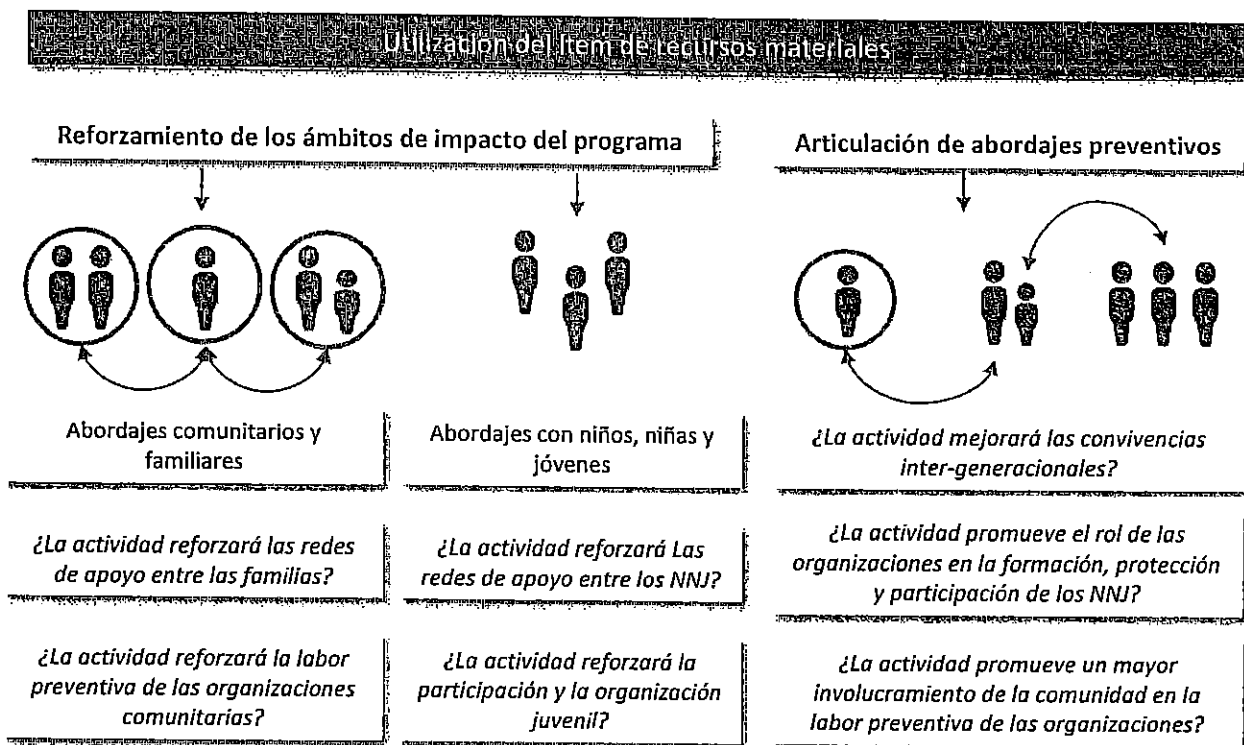 Utilización del ítem de recursos materiales
Reforzamiento de los ámbitos de impacto del programa
Articulación de abordajes preventivos
Abordajes comunitarios y
familiares
Abordajes con niños, niñas y
jóvenes
¿La actividad mejorará las convivencias
inter-generacionales?
¿La actividad reforzará las redes
de apoyo entre las familias?
¿La actividad reforzará Las
redes de apoyo entre los NNJ?
¿La actividad promueve el rol de las
organizaciones en la formación, protección
y participación de los NNJ?
¿La actividad reforzará la labor
preventiva de las organizaciones
comunitarias?
¿La actividad reforzará la
participación y la organización
juvenil?
¿La actividad promueve un mayor
involucramiento de la comunidad en la
labor preventiva de las organizaciones?